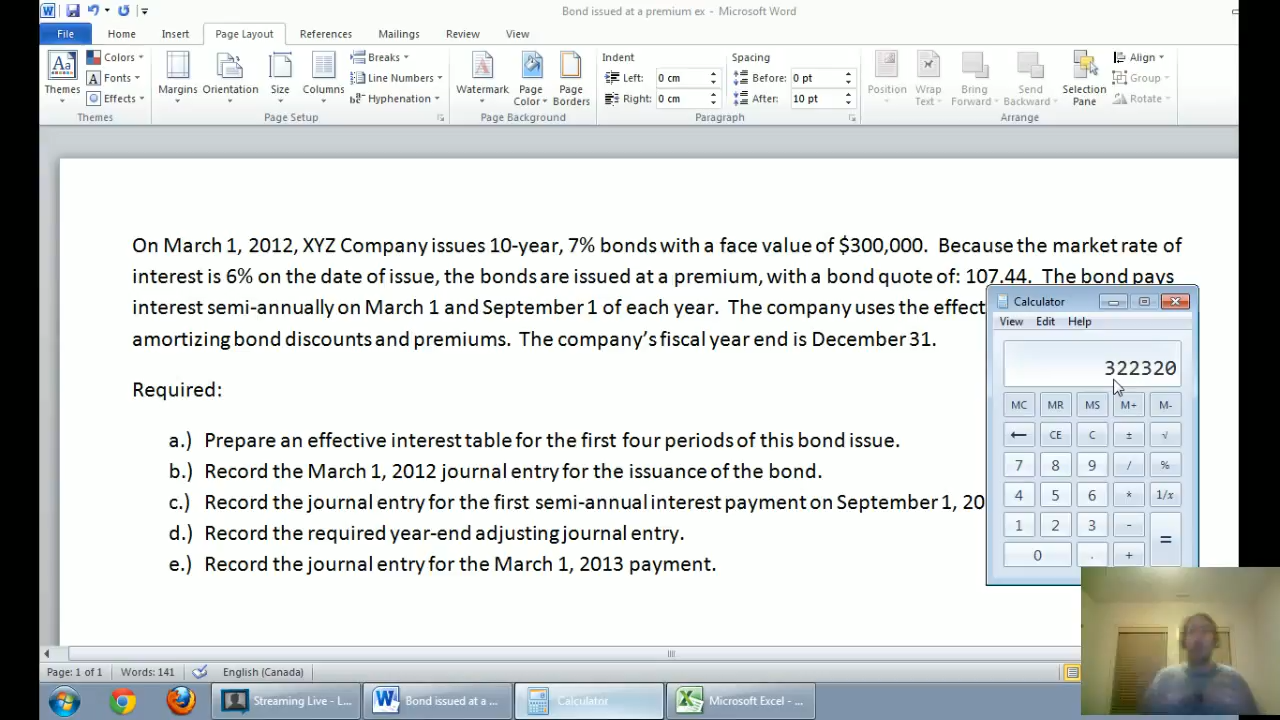 Bond issued at a premium ex - Microsoft Word
File Home Insert Page Layout References Mailings Review View
Themes Colors Fonts Effects
Themes
Margins Orientation Size Columns Breaks Line Numbers Hyphenation
Page Setup
Watermark Page Color Page Borders
Page Background
Indent Spacing
Left: 0 cm Before: 0 pt
Right: 0 cm After: 10 pt
Paragraph
Position Wrap Text Bring Forward Send Backward Selection Pane Align Group Rotate
Arrange
On March 1, 2012, XYZ Company issues 10-year, 7% bonds with a face value of $300,000. Because the market rate of
interest is 6% on the date of issue, the bonds are issued at a premium, with a bond quote of: 107.44. The bond pays
interest semi-annually on March 1 and September 1 of each year. The company uses the effect
amortizing bond discounts and premiums. The company's fiscal year end is December 31.
Required:
a.) Prepare an effective interest table for the first four periods of this bond issue.
b.) Record the March 1, 2012 journal entry for the issuance of the bond.
c.) Record the journal entry for the first semi-annual interest payment on September 1, 20
d.) Record the required year-end adjusting journal entry.
e.) Record the journal entry for the March 1, 2013 payment.
Calculator
View Edit Help
322320
MC MR MS M+ M-
← CE C ± √
7 8 9 / %
4 5 6 * 1/x
1 2 3 - =
0 . +
Page: 1 of 1 Words: 141 English (Canada)
Streaming Live - L... Bond issued at a ... Calculator Microsoft Excel - ...